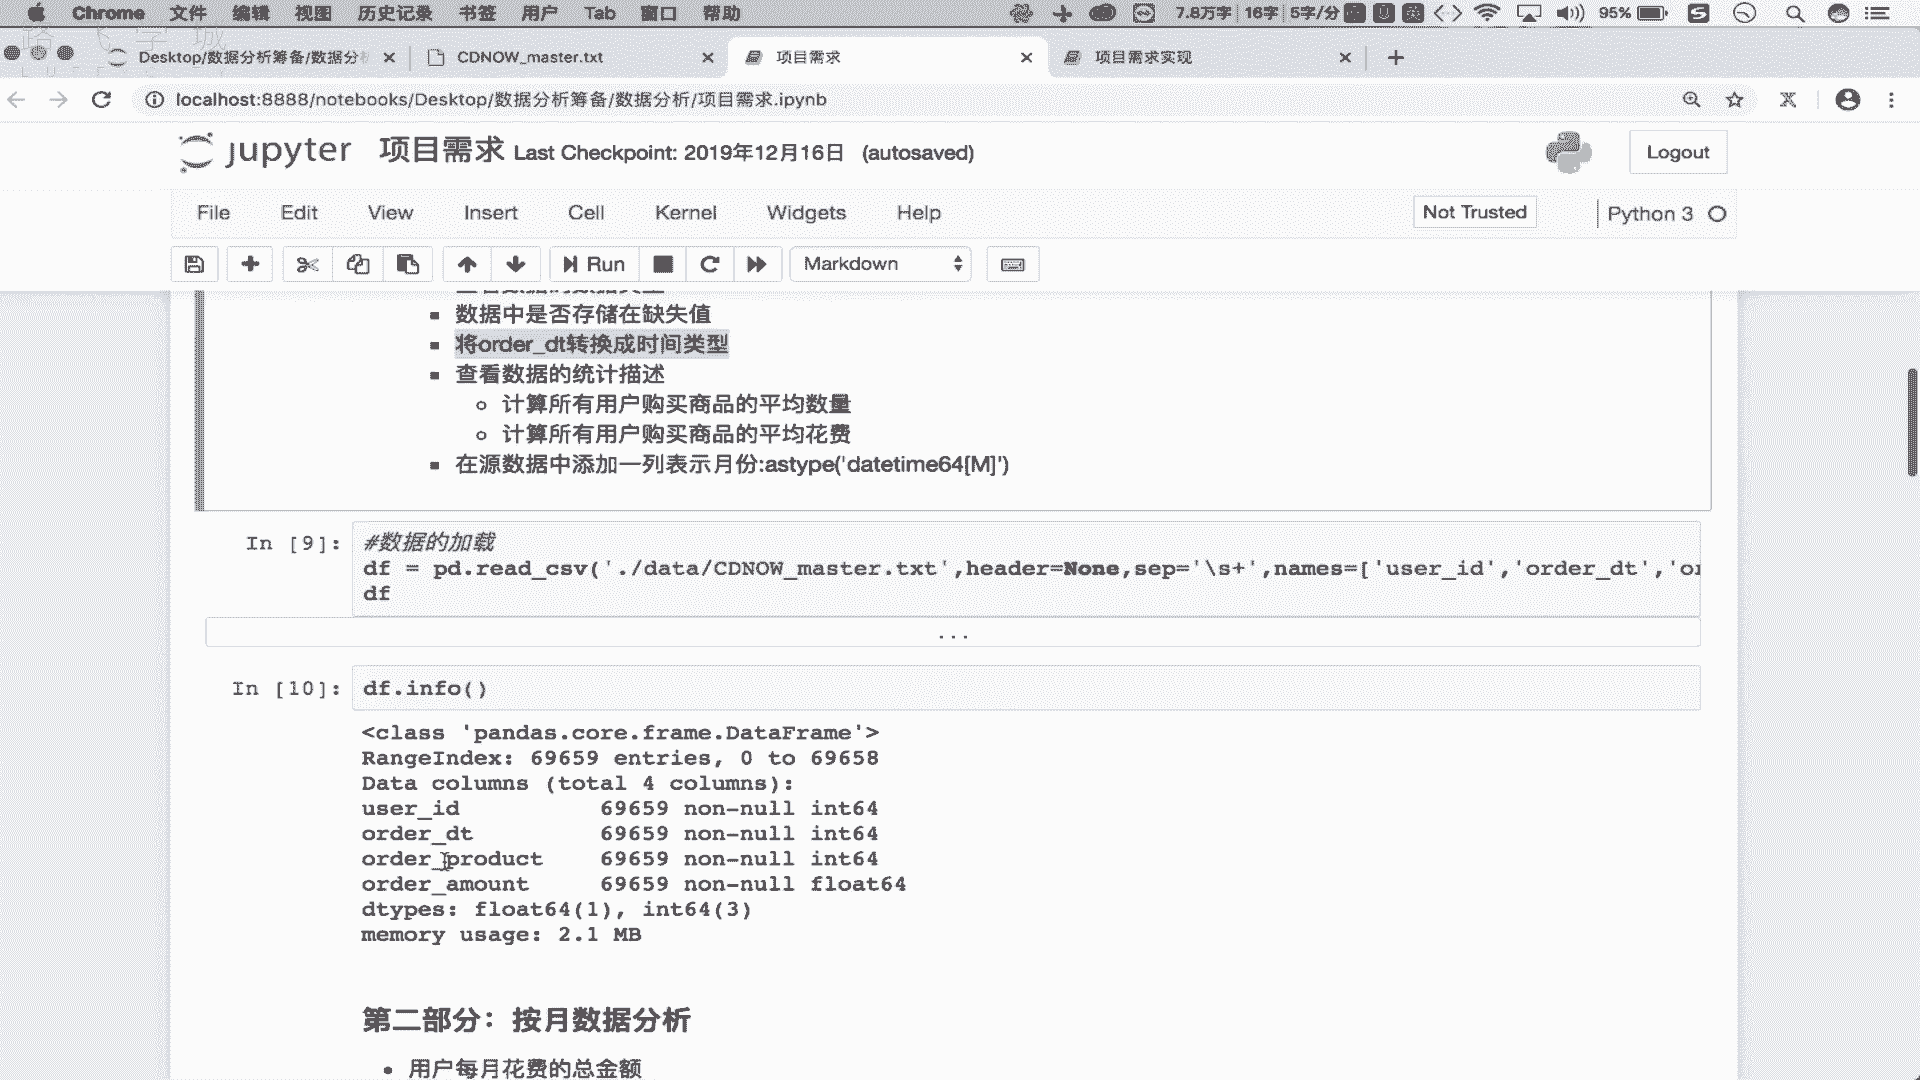 Chrome 文件 编辑 视图 历史记录 书签 用户 Tab 窗口 帮助 7.8万字 16字 5字/分 95%
Desktop/数据分析筹备/数据分 CDNOW_master.txt 项目需求 项目需求实现
localhost:8888/notebooks/Desktop/数据分析筹备/数据分析/项目需求.ipynb
jupyter 项目需求 Last Checkpoint: 2019年12月16日 (autosaved) Logout
File Edit View Insert Cell Kernel Widgets Help Not Trusted Python 3
Run Markdown
数据中是否存储在缺失值
将order_dt转换成时间类型
查看数据的统计描述
计算所有用户购买商品的平均数量
计算所有用户购买商品的平均花费
在源数据中添加一列表示月份:astype('datetime64[M]')
In [9]: #数据的加载
df = pd.read_csv('./data/CDNOW_master.txt',header=None,sep='\s+',names=['user_id','order_dt','or
df
...
In [10]: df.info()
<class 'pandas.core.frame.DataFrame'>
RangeIndex: 69659 entries, 0 to 69658
Data columns (total 4 columns):
user_id 69659 non-null int64
order_dt 69659 non-null int64
order_product 69659 non-null int64
order_amount 69659 non-null float64
dtypes: float64(1), int64(3)
memory usage: 2.1 MB
第二部分：按月数据分析
用户每月花费的总金额